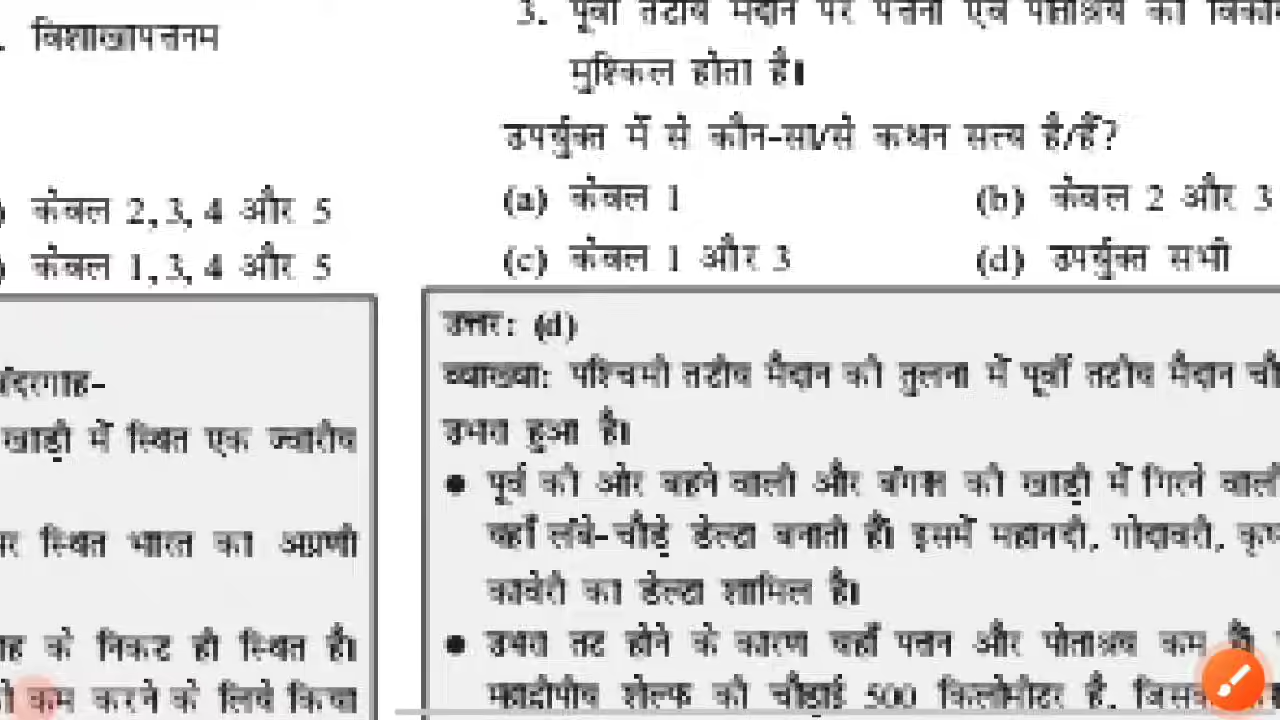 . विशाखापत्तनम
) केवल 2, 3, 4 और 5
) केवल 1, 3, 4 और 5
बंदरगाह–
खाड़ी में स्थित एक ज्वारीय
पर स्थित भारत का अग्रणी
ह के निकट ही स्थित है।
कम करने के लिये किया
3. पूर्वी तटीय मैदान पर पत्तनों एवं पोताश्रय का विका
मुश्किल होता है।
उपर्युक्त में से कौन-सा/से कथन सत्य है/हैं?
(a) केवल 1 (b) केवल 2 और 3
(c) केवल 1 और 3 (d) उपर्युक्त सभी
उत्तर: (d)
व्याख्या: पश्चिमी तटीय मैदान की तुलना में पूर्वी तटीय मैदान चौ
उभरा हुआ है।
• पूर्व की ओर बहने वाली और बंगाल की खाड़ी में गिरने वाली
यहाँ लंबे-चौड़े डेल्टा बनाती हैं। इसमें महानदी, गोदावरी, कृष्
कावेरी का डेल्टा शामिल है।
• उभरा तट होने के कारण यहाँ पत्तन और पोताश्रय कम हैं।
महाद्वीपीय शेल्फ की चौड़ाई 500 किलोमीटर है, जिसक